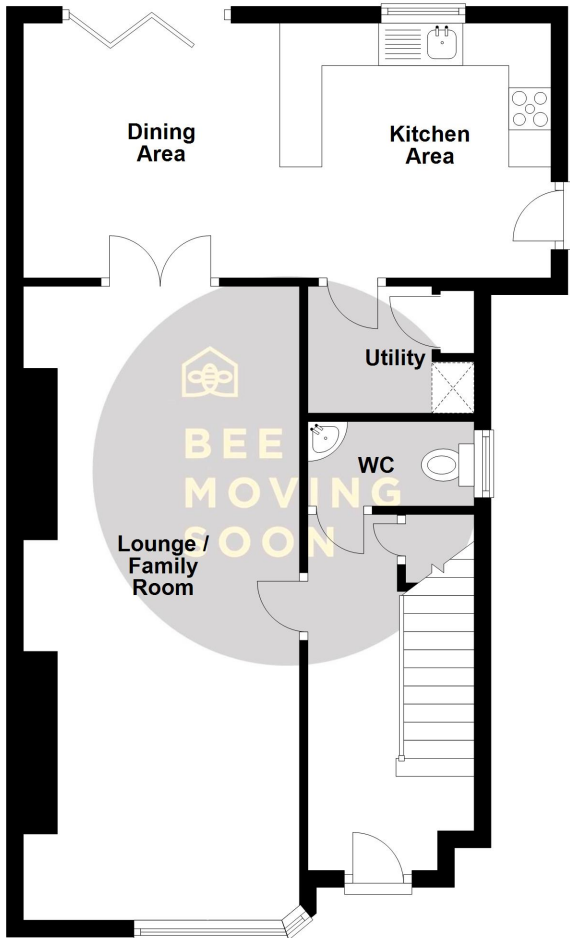 Dining
Area
Kitchen
Area
Utility
BEE
MOVING
SOON
WC
Lounge /
Family
Room